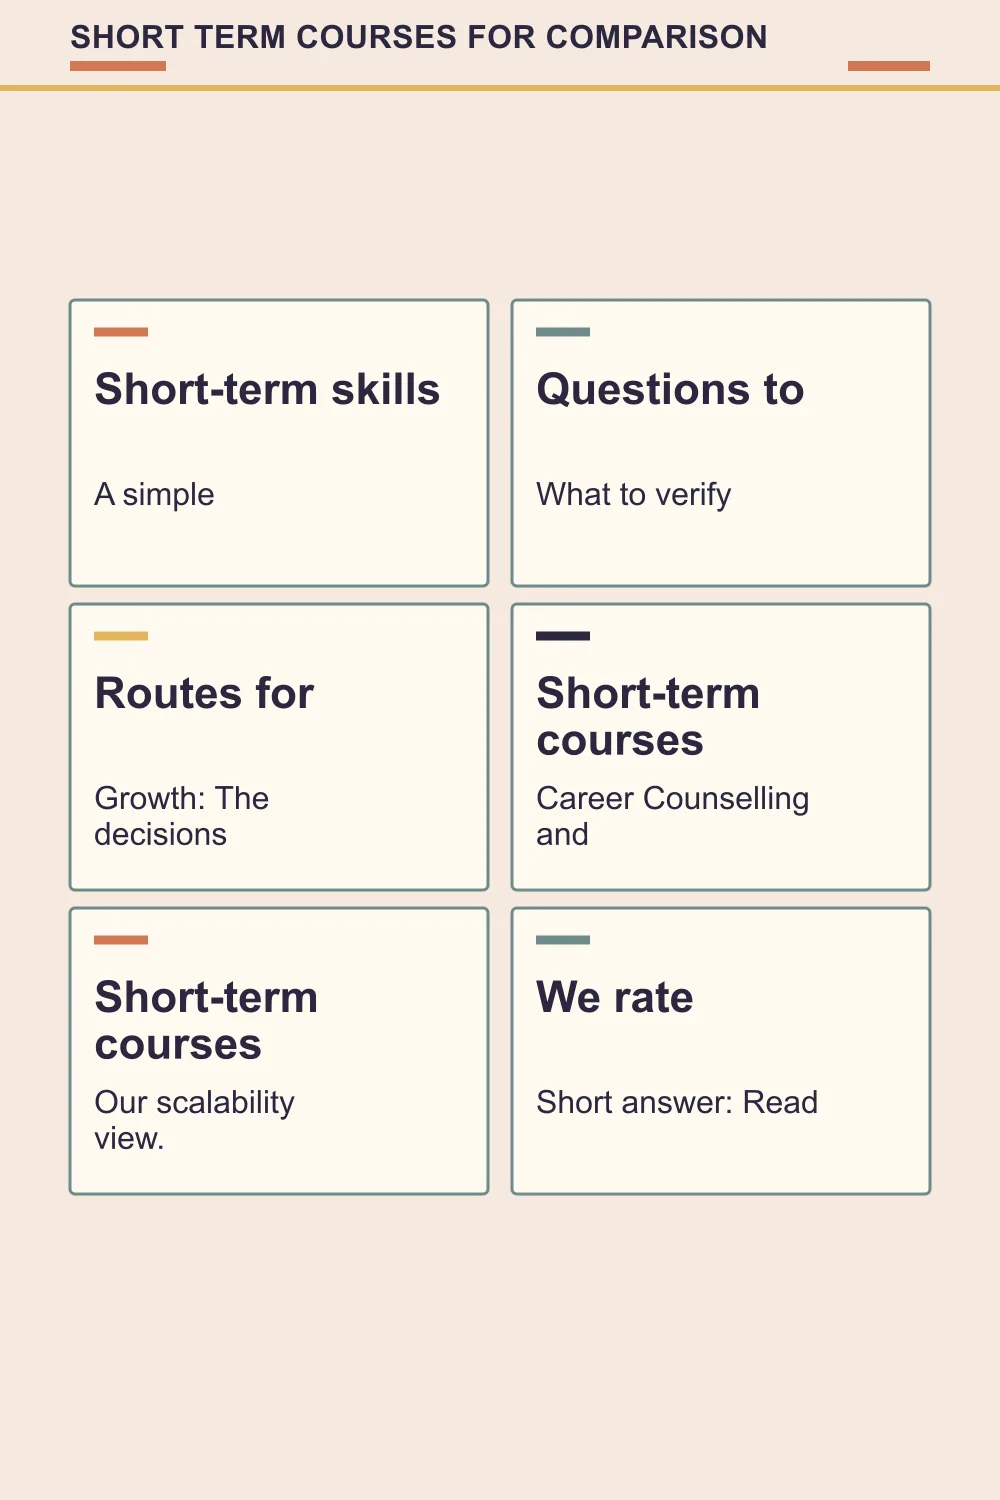 SHORT TERM COURSES FOR COMPARISON
Short-term skills
A simple
Questions to
What to verify
Routes for
Growth: The
decisions
Short-term
courses
Career Counselling
and
Short-term
courses
Our scalability
view.
We rate
Short answer: Read